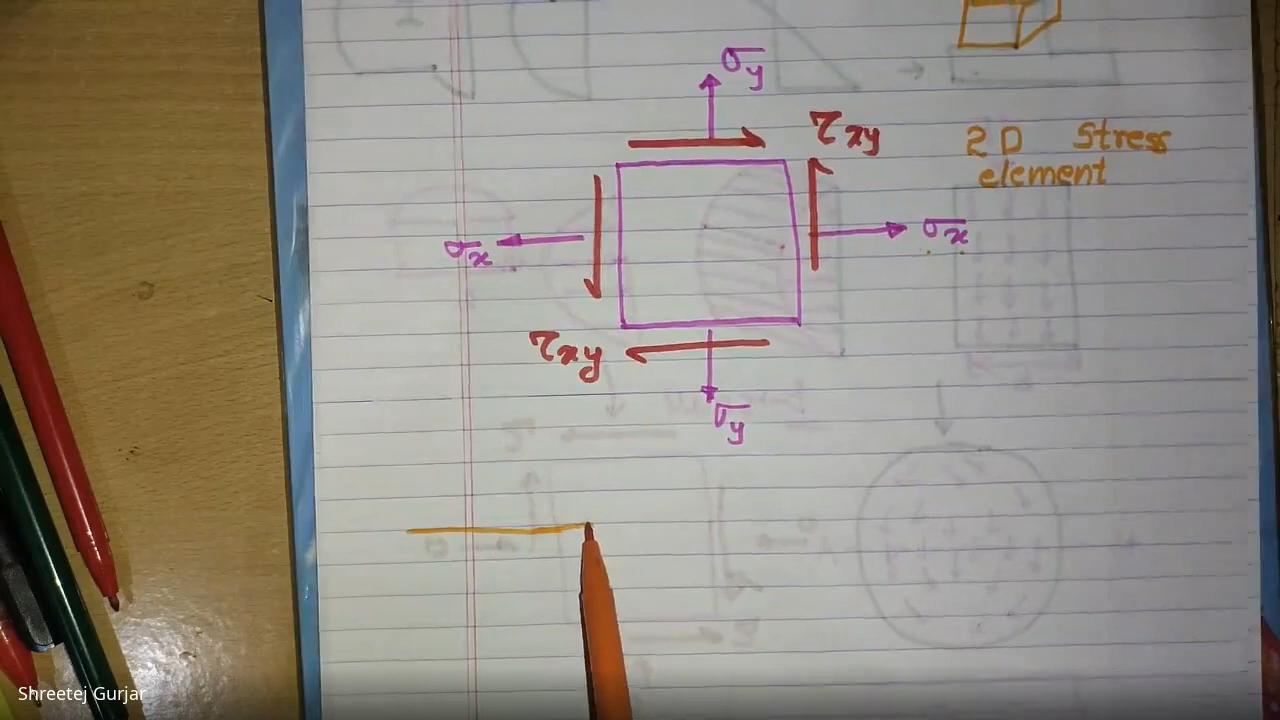 σy
τxy
2D Stress
element
σx
σx
τxy
σy
Shreetej Gurjar